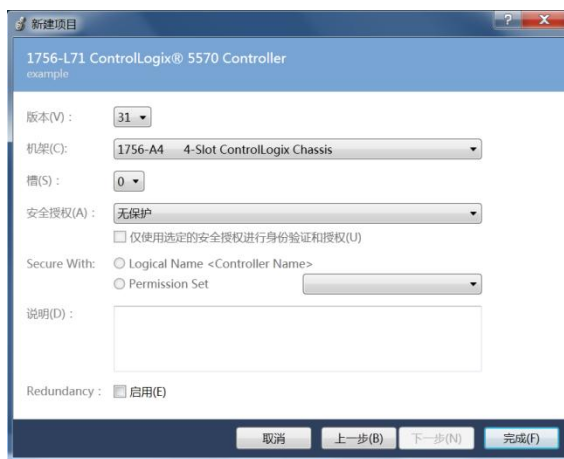 新建项目
1756-L71 ControlLogix® 5570 Controller
example
版本(V)： 31
机架(C): 1756-A4 4-Slot ControlLogix Chassis
槽(S)： 0
安全授权(A)： 无保护
仅使用选定的安全授权进行身份验证和授权(U)
Secure With: Logical Name <Controller Name>
Permission Set
说明(D)：
Redundancy： 启用(E)
取消 上一步(B) 下一步(N) 完成(F)